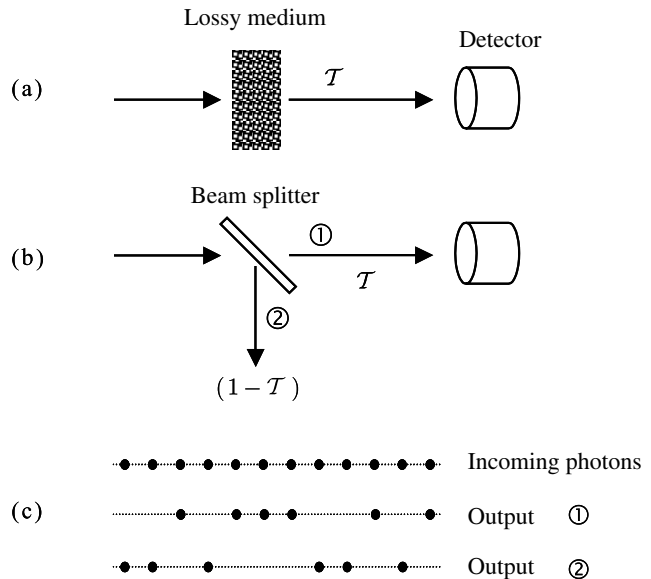 Lossy medium
Detector
(a)
𝒯
Beam splitter
(b)
①
𝒯
②
(1 − 𝒯)
Incoming photons
(c)
Output ①
Output ②